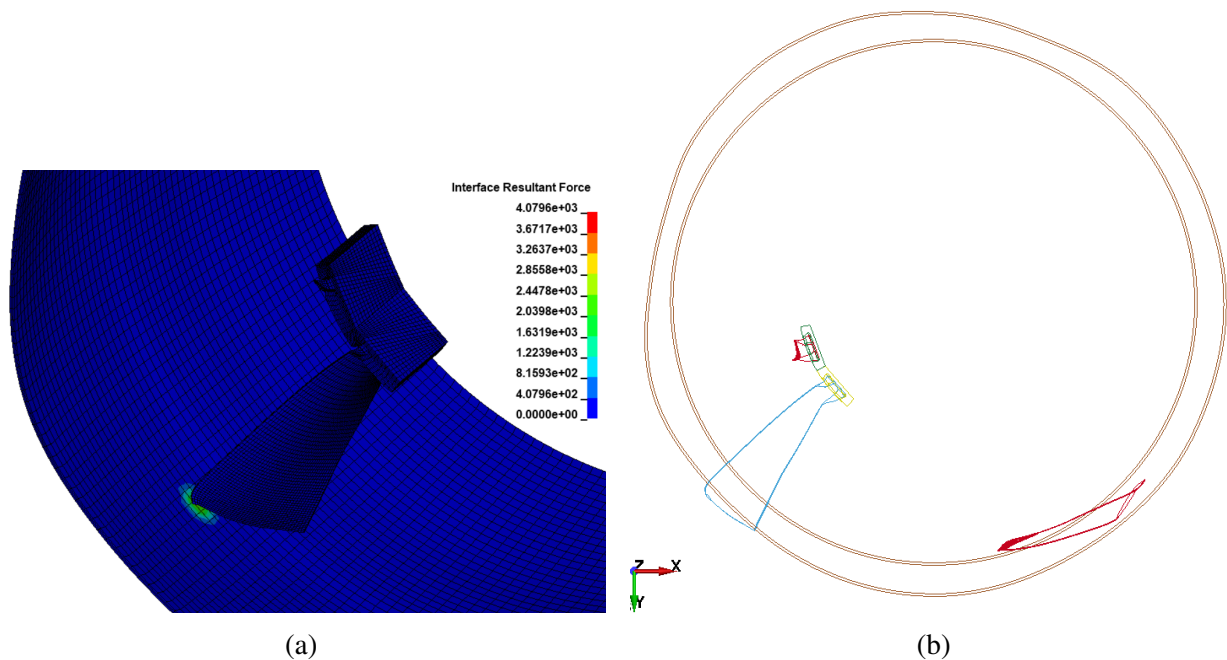 Interface Resultant Force
4.0796e+03
3.6717e+03
3.2637e+03
2.8558e+03
2.4478e+03
2.0398e+03
1.6319e+03
1.2239e+03
8.1593e+02
4.0796e+02
0.0000e+00
Z X
Y
(a) (b)